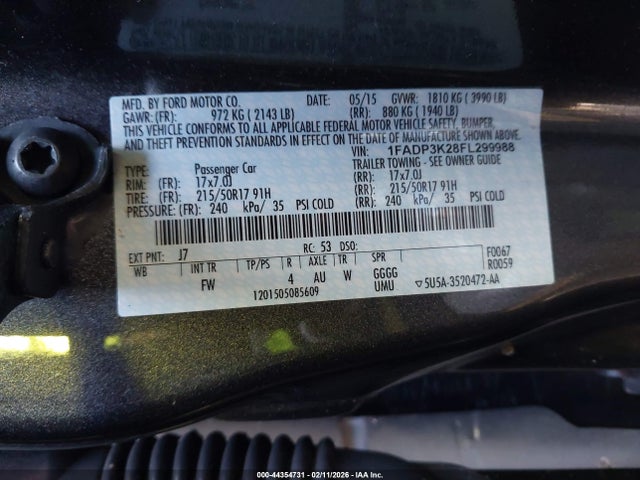 MFD. BY FORD MOTOR CO. DATE: 05/15 GVWR: 1810 KG ( 3990 LB)
GAWR: (FR): 972 KG ( 2143 LB) (RR): 880 KG ( 1940 LB)
THIS VEHICLE CONFORMS TO ALL APPLICABLE FEDERAL MOTOR VEHICLE SAFETY, BUMPER,
AND THEFT PREVENTION STANDARDS IN EFFECT ON THE DATE OF MANUFACTURE SHOWN ABOVE.
VIN: 1FADP3K28FL299988
TYPE: Passenger Car TRAILER TOWING - SEE OWNER GUIDE
RIM: (FR): 17x7.0J (RR): 17x7.0J
TIRE: (FR): 215/50R17 91H (RR): 215/50R17 91H
PRESSURE: (FR): 240 kPa/ 35 PSI COLD (RR): 240 kPa/ 35 PSI COLD
EXT PNT: J7 RC: 53 DSO: F0067
WB INT TR TP/PS R AXLE TR SPR R0059
FW 4 AU W GGGG
UMU ▽5U5A-3520472-AA
1201505085609
000-44354731 - 02/11/2026 - IAA Inc.